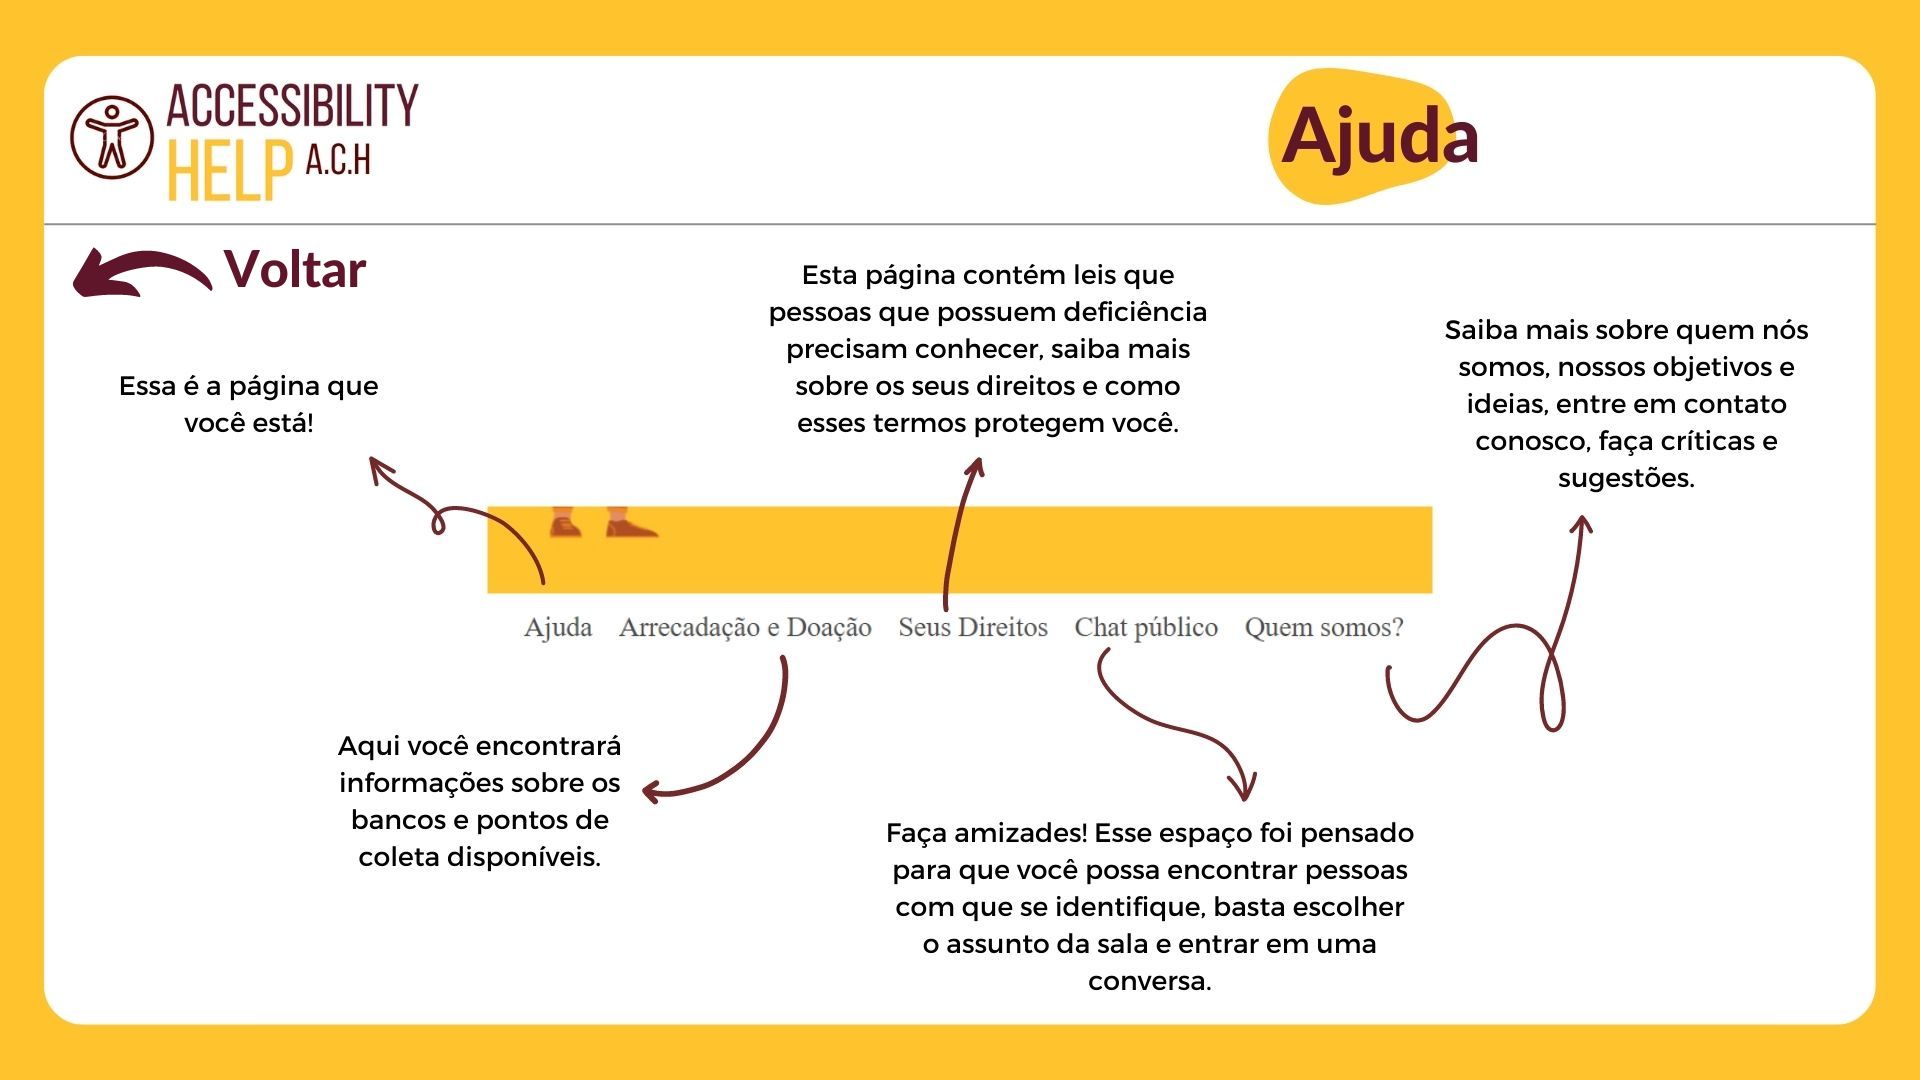 ACCESSIBILITY
HELP A.C.H
Ajuda
Voltar
Essa é a página que
você está!
Esta página contém leis que
pessoas que possuem deficiência
precisam conhecer, saiba mais
sobre os seus direitos e como
esses termos protegem você.
Saiba mais sobre quem nós
somos, nossos objetivos e
ideias, entre em contato
conosco, faça críticas e
sugestões.
Ajuda Arrecadação e Doação Seus Direitos Chat público Quem somos?
Aqui você encontrará
informações sobre os
bancos e pontos de
coleta disponíveis.
Faça amizades! Esse espaço foi pensado
para que você possa encontrar pessoas
com que se identifique, basta escolher
o assunto da sala e entrar em uma
conversa.